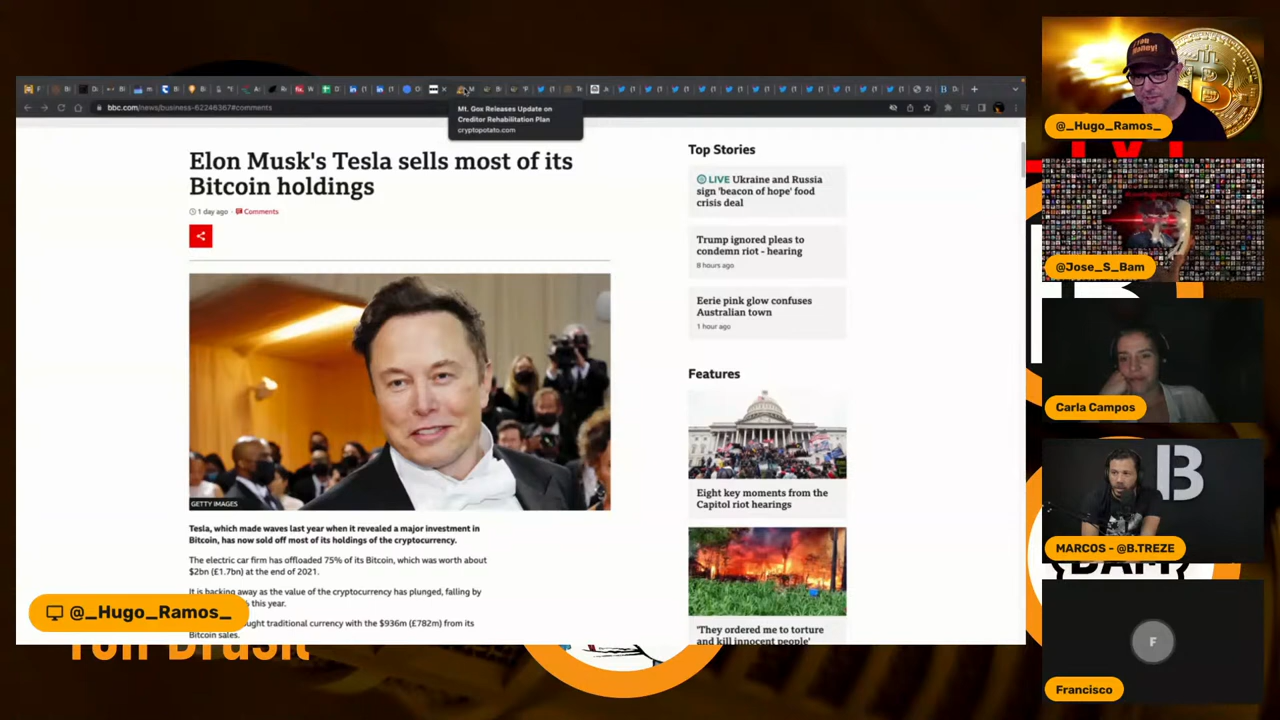 bbc.com/news/business-62246367#comments
Mt. Gox Releases Update on
Creditor Rehabilitation Plan
cryptopotato.com
Elon Musk's Tesla sells most of its
Bitcoin holdings
1 day ago · Comments
GETTY IMAGES
Tesla, which made waves last year when it revealed a major investment in
Bitcoin, has now sold off most of its holdings of the cryptocurrency.
The electric car firm has offloaded 75% of its Bitcoin, which was worth about
$2bn (£1.7bn) at the end of 2021.
It is backing away as the value of the cryptocurrency has plunged, falling by
this year.
ught traditional currency with the $936m (£782m) from its
Bitcoin sales.
Top Stories
LIVE Ukraine and Russia
sign 'beacon of hope' food
crisis deal
Trump ignored pleas to
condemn riot - hearing
8 hours ago
Eerie pink glow confuses
Australian town
1 hour ago
Features
Eight key moments from the
Capitol riot hearings
'They ordered me to torture
and kill innocent people'
@_Hugo_Ramos_
@_Hugo_Ramos_
@Jose_S_Bam
Carla Campos
B
MARCOS - @B.TREZE
F
Francisco